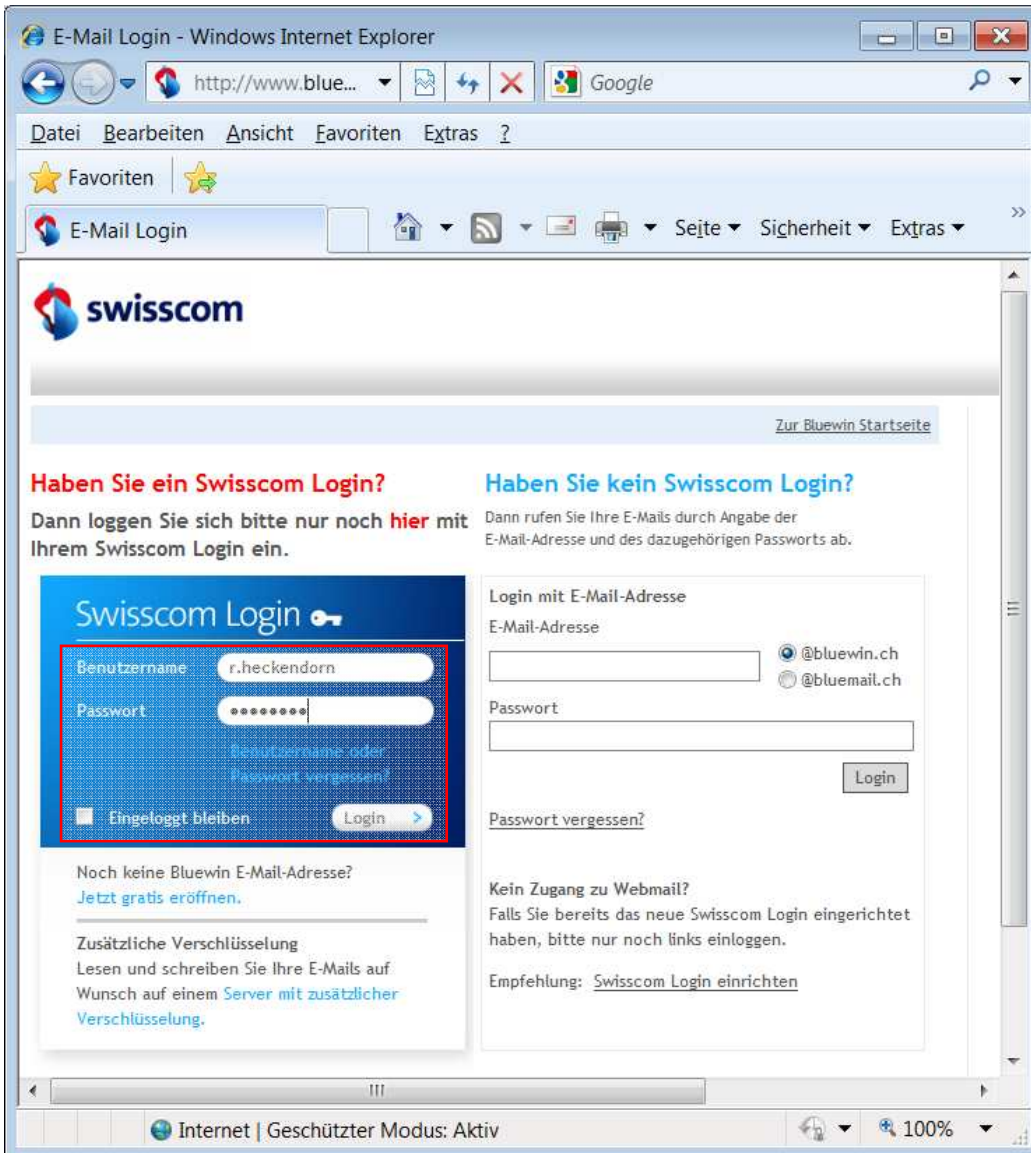 E-Mail Login - Windows Internet Explorer
http://www.blue...
Google
Datei Bearbeiten Ansicht Favoriten Extras ?
Favoriten
E-Mail Login
Seite Sicherheit Extras
swisscom
Zur Bluewin Startseite
Haben Sie ein Swisscom Login?
Dann loggen Sie sich bitte nur noch hier mit
Ihrem Swisscom Login ein.
Swisscom Login
Benutzername r.heckendorn
Passwort
Benutzername oder
Passwort vergessen?
Eingeloggt bleiben Login >
Noch keine Bluewin E-Mail-Adresse?
Jetzt gratis eröffnen.
Zusätzliche Verschlüsselung
Lesen und schreiben Sie Ihre E-Mails auf
Wunsch auf einem Server mit zusätzlicher
Verschlüsselung.
Haben Sie kein Swisscom Login?
Dann rufen Sie Ihre E-Mails durch Angabe der
E-Mail-Adresse und des dazugehörigen Passworts ab.
Login mit E-Mail-Adresse
E-Mail-Adresse
@bluewin.ch
@bluemail.ch
Passwort
Login
Passwort vergessen?
Kein Zugang zu Webmail?
Falls Sie bereits das neue Swisscom Login eingerichtet
haben, bitte nur noch links einloggen.
Empfehlung: Swisscom Login einrichten
Internet | Geschützter Modus: Aktiv
100%